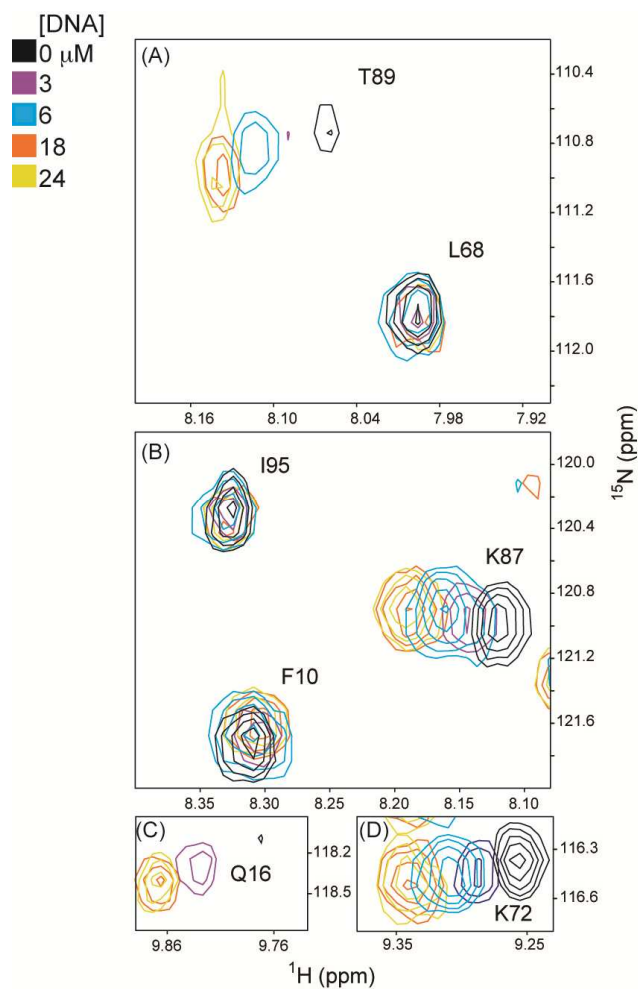 [DNA]
0 μM
3
6
18
24
(A)
T89
L68
110.4
110.8
111.2
111.6
112.0
8.16 8.10 8.04 7.98 7.92
(B)
I95
K87
F10
120.0
120.4
120.8
121.2
121.6
8.35 8.30 8.25 8.20 8.15 8.10
15N (ppm)
(C)
Q16
118.2
118.5
9.86 9.76
(D)
K72
116.3
116.6
9.35 9.25
1H (ppm)